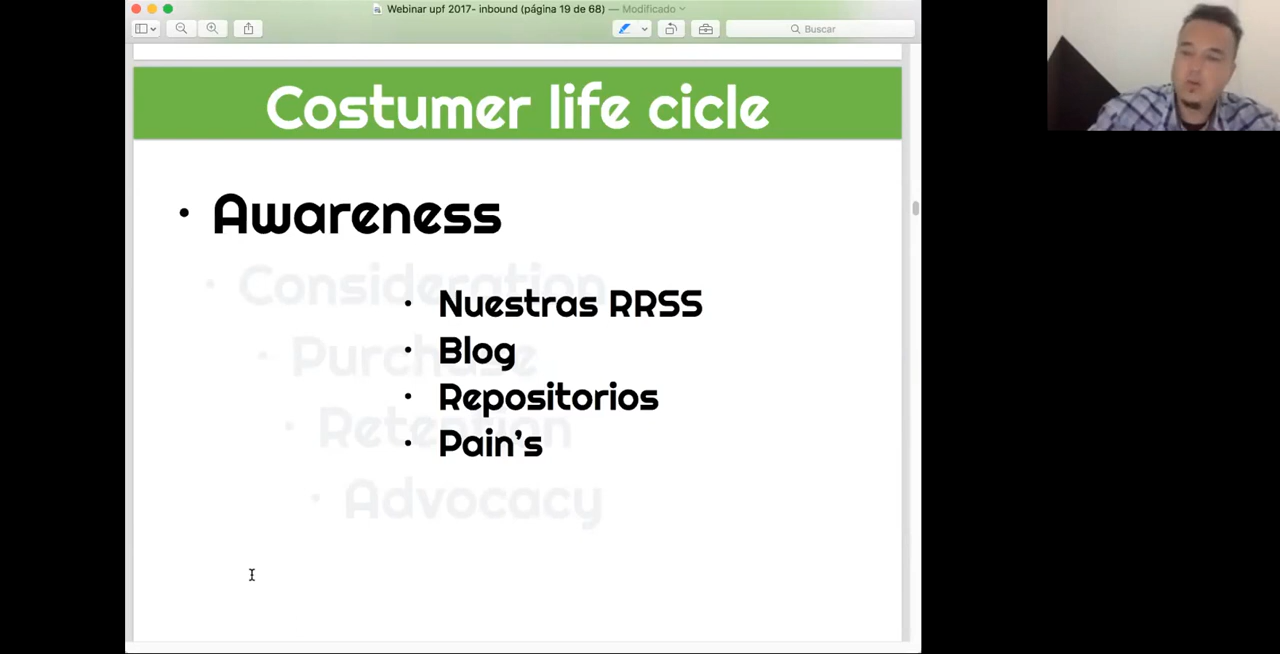 Webinar upf 2017- inbound (página 19 de 68) — Modificado
Buscar
Costumer life cicle
• Awareness
• Consideration
• Nuestras RRSS
• Blog
• Purchase
• Repositorios
• Retention
• Pain's
• Advocacy